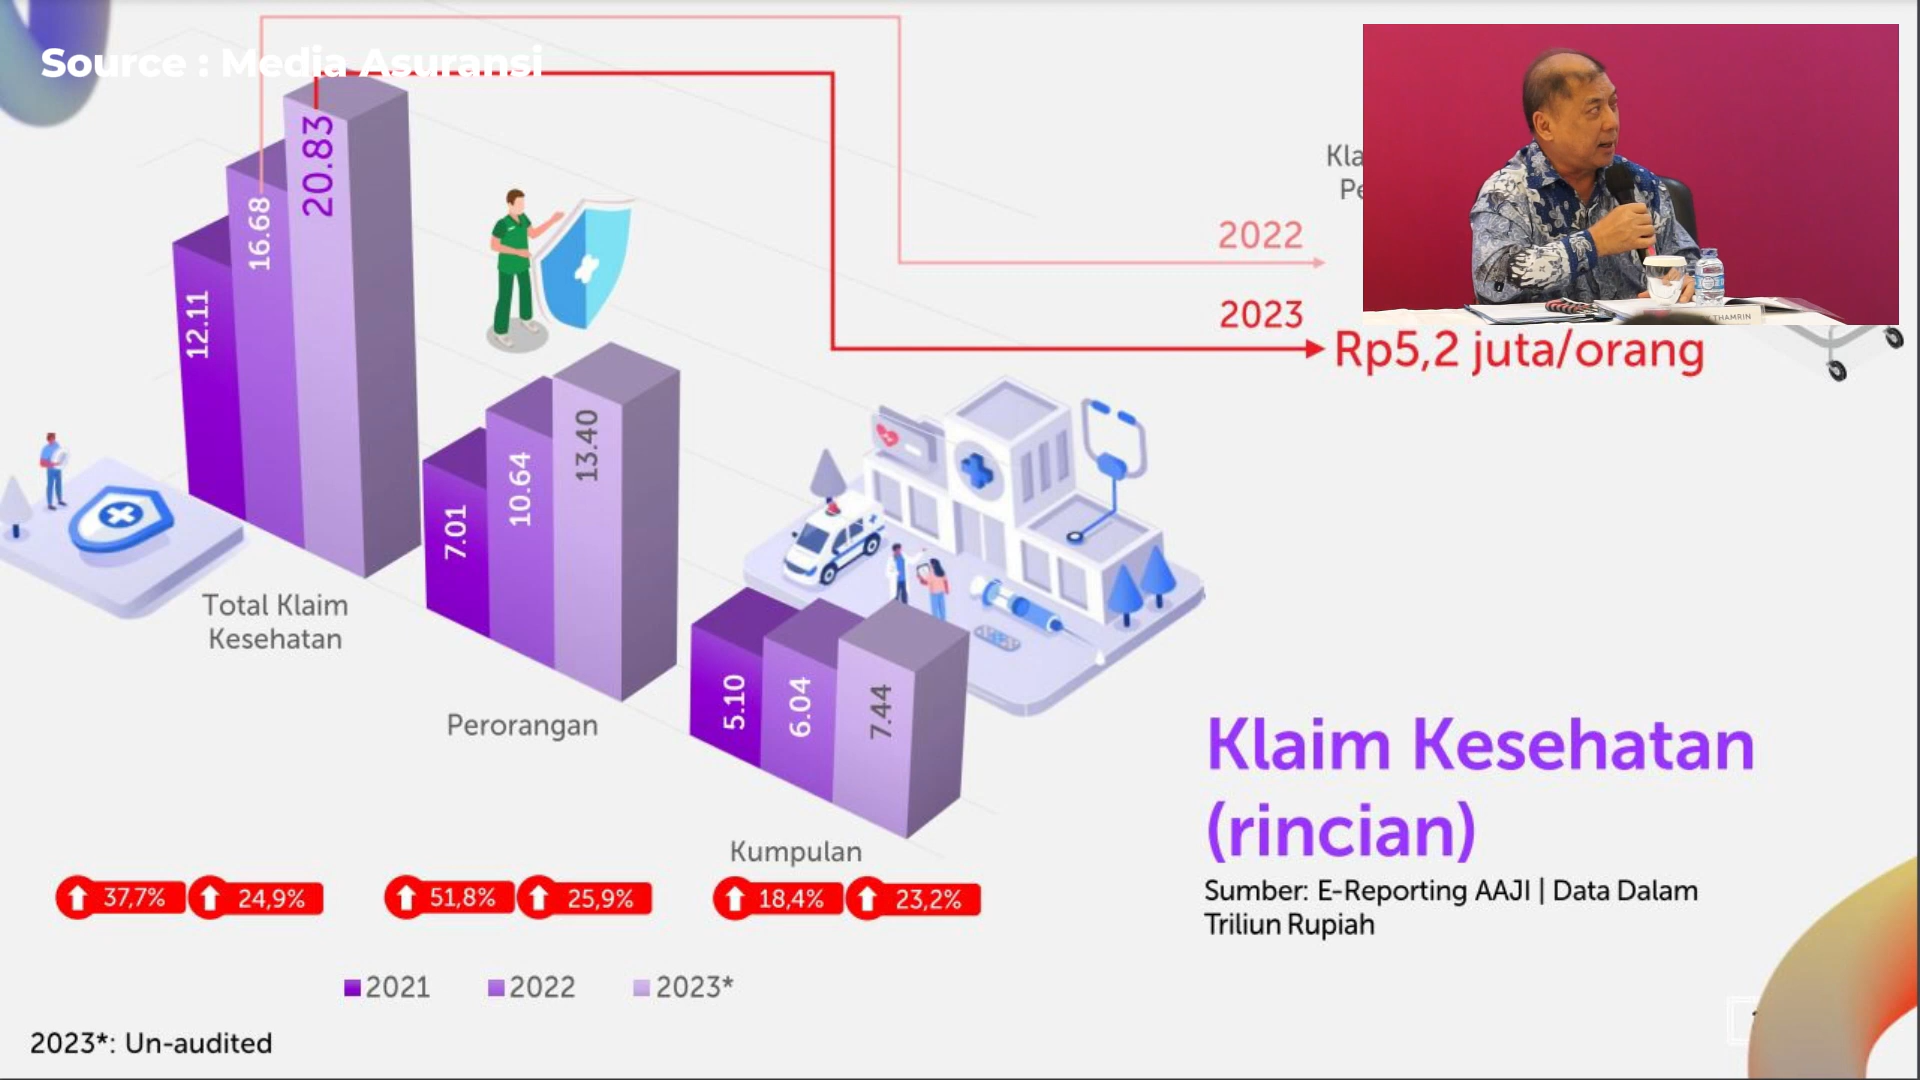 Source : Media Asuransi
20.83
16.68
12.11
2022
2023
Rp5,2 juta/orang
13.40
10.64
7.01
Total Klaim
Kesehatan
5.10
6.04
7.44
Perorangan
Kumpulan
Klaim Kesehatan
(rincian)
Sumber: E-Reporting AAJI | Data Dalam
Triliun Rupiah
37,7% 24,9% 51,8% 25,9% 18,4% 23,2%
2021 2022 2023*
2023*: Un-audited
THAMRIN